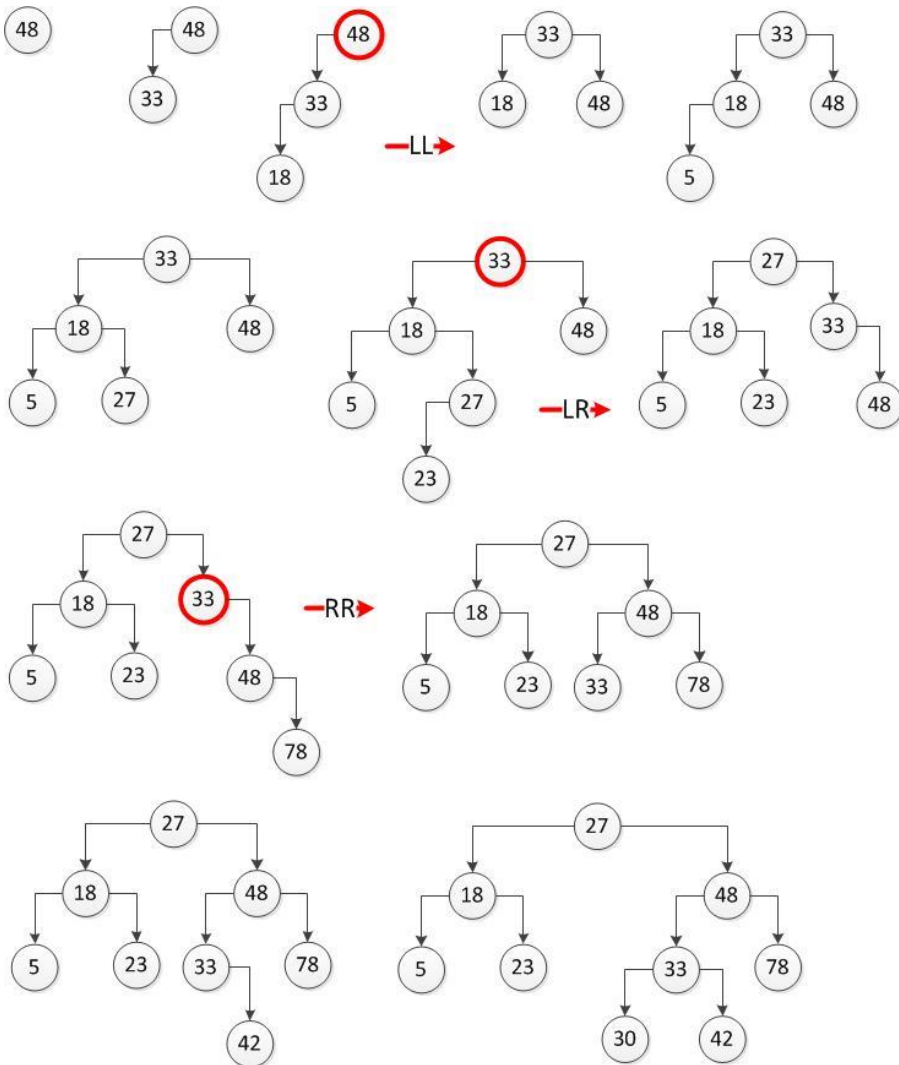 48 48 48 33 33
33 33 18 48 18 48
LL
18 5
33 33 27
18 48 18 48 18 33
5 27 5 27 5 23 48
LR
23
27 27
18 33 RR 18 48
5 23 48 5 23 33 78
78
27 27
18 48 18 48
5 23 33 78 5 23 33 78
42 30 42